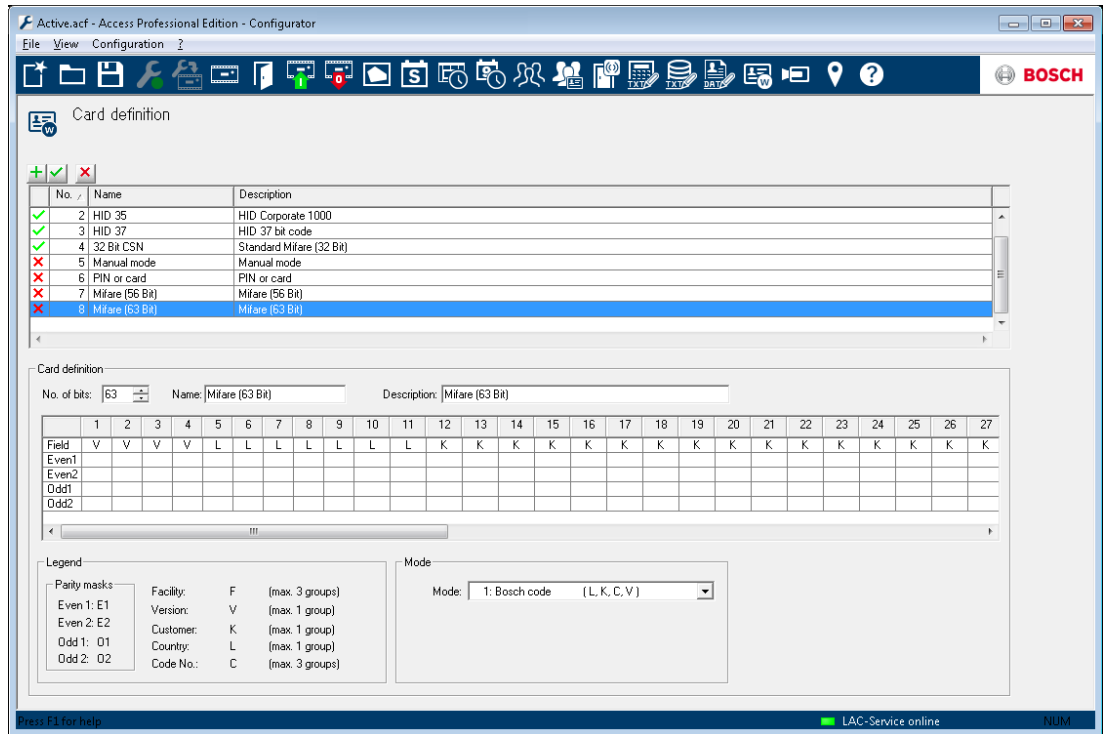 Active.acf - Access Professional Edition - Configurator
File View Configuration ?
TXT TXT DAT W BOSCH
Card definition
No. Name Description
2 HID 35 HID Corporate 1000
3 HID 37 HID 37 bit code
4 32 Bit CSN Standard Mifare (32 Bit)
5 Manual mode Manual mode
6 PIN or card PIN or card
7 Mifare (56 Bit) Mifare (56 Bit)
8 Mifare (63 Bit) Mifare (63 Bit)
Card definition
No. of bits: 63 Name: Mifare (63 Bit) Description: Mifare (63 Bit)
1 2 3 4 5 6 7 8 9 10 11 12 13 14 15 16 17 18 19 20 21 22 23 24 25 26 27
Field V V V V L L L L L L L K K K K K K K K K K K K K K K K
Even1
Even2
Odd1
Odd2
Legend
Parity masks
Even 1: E1
Even 2: E2
Odd 1: O1
Odd 2: O2
Facility: F (max. 3 groups)
Version: V (max. 1 group)
Customer: K (max. 1 group)
Country: L (max. 1 group)
Code No.: C (max. 3 groups)
Mode
Mode: 1: Bosch code ( L, K, C, V )
Press F1 for help LAC-Service online NUM